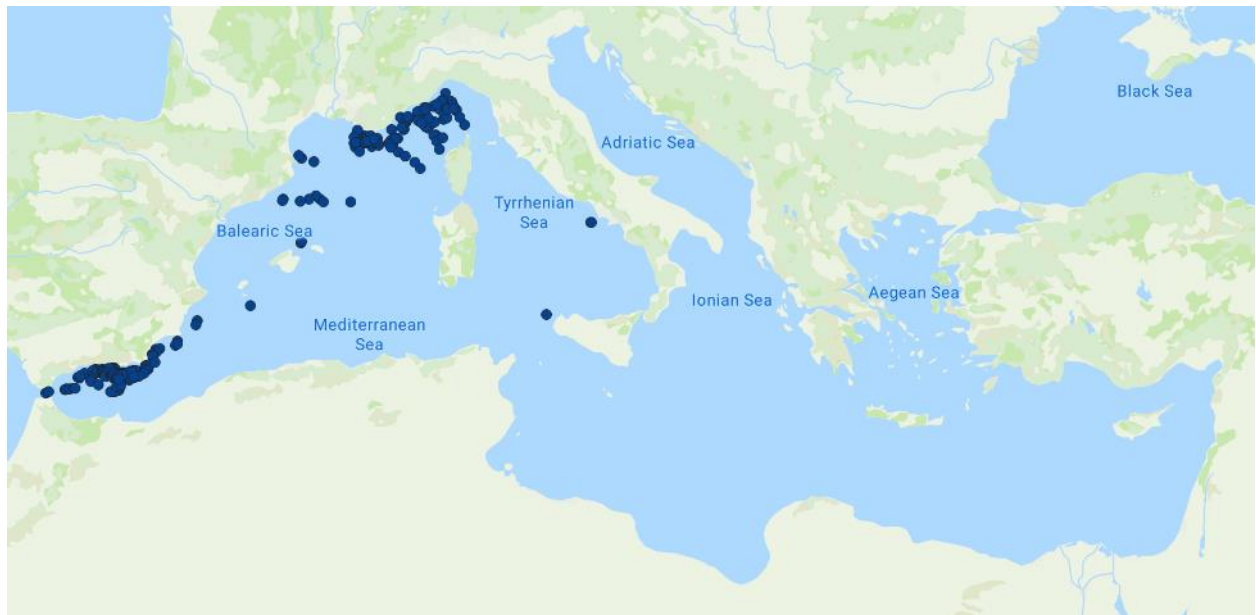 Black Sea
Adriatic Sea
Tyrrhenian
Sea
Balearic Sea
Ionian Sea
Aegean Sea
Mediterranean
Sea